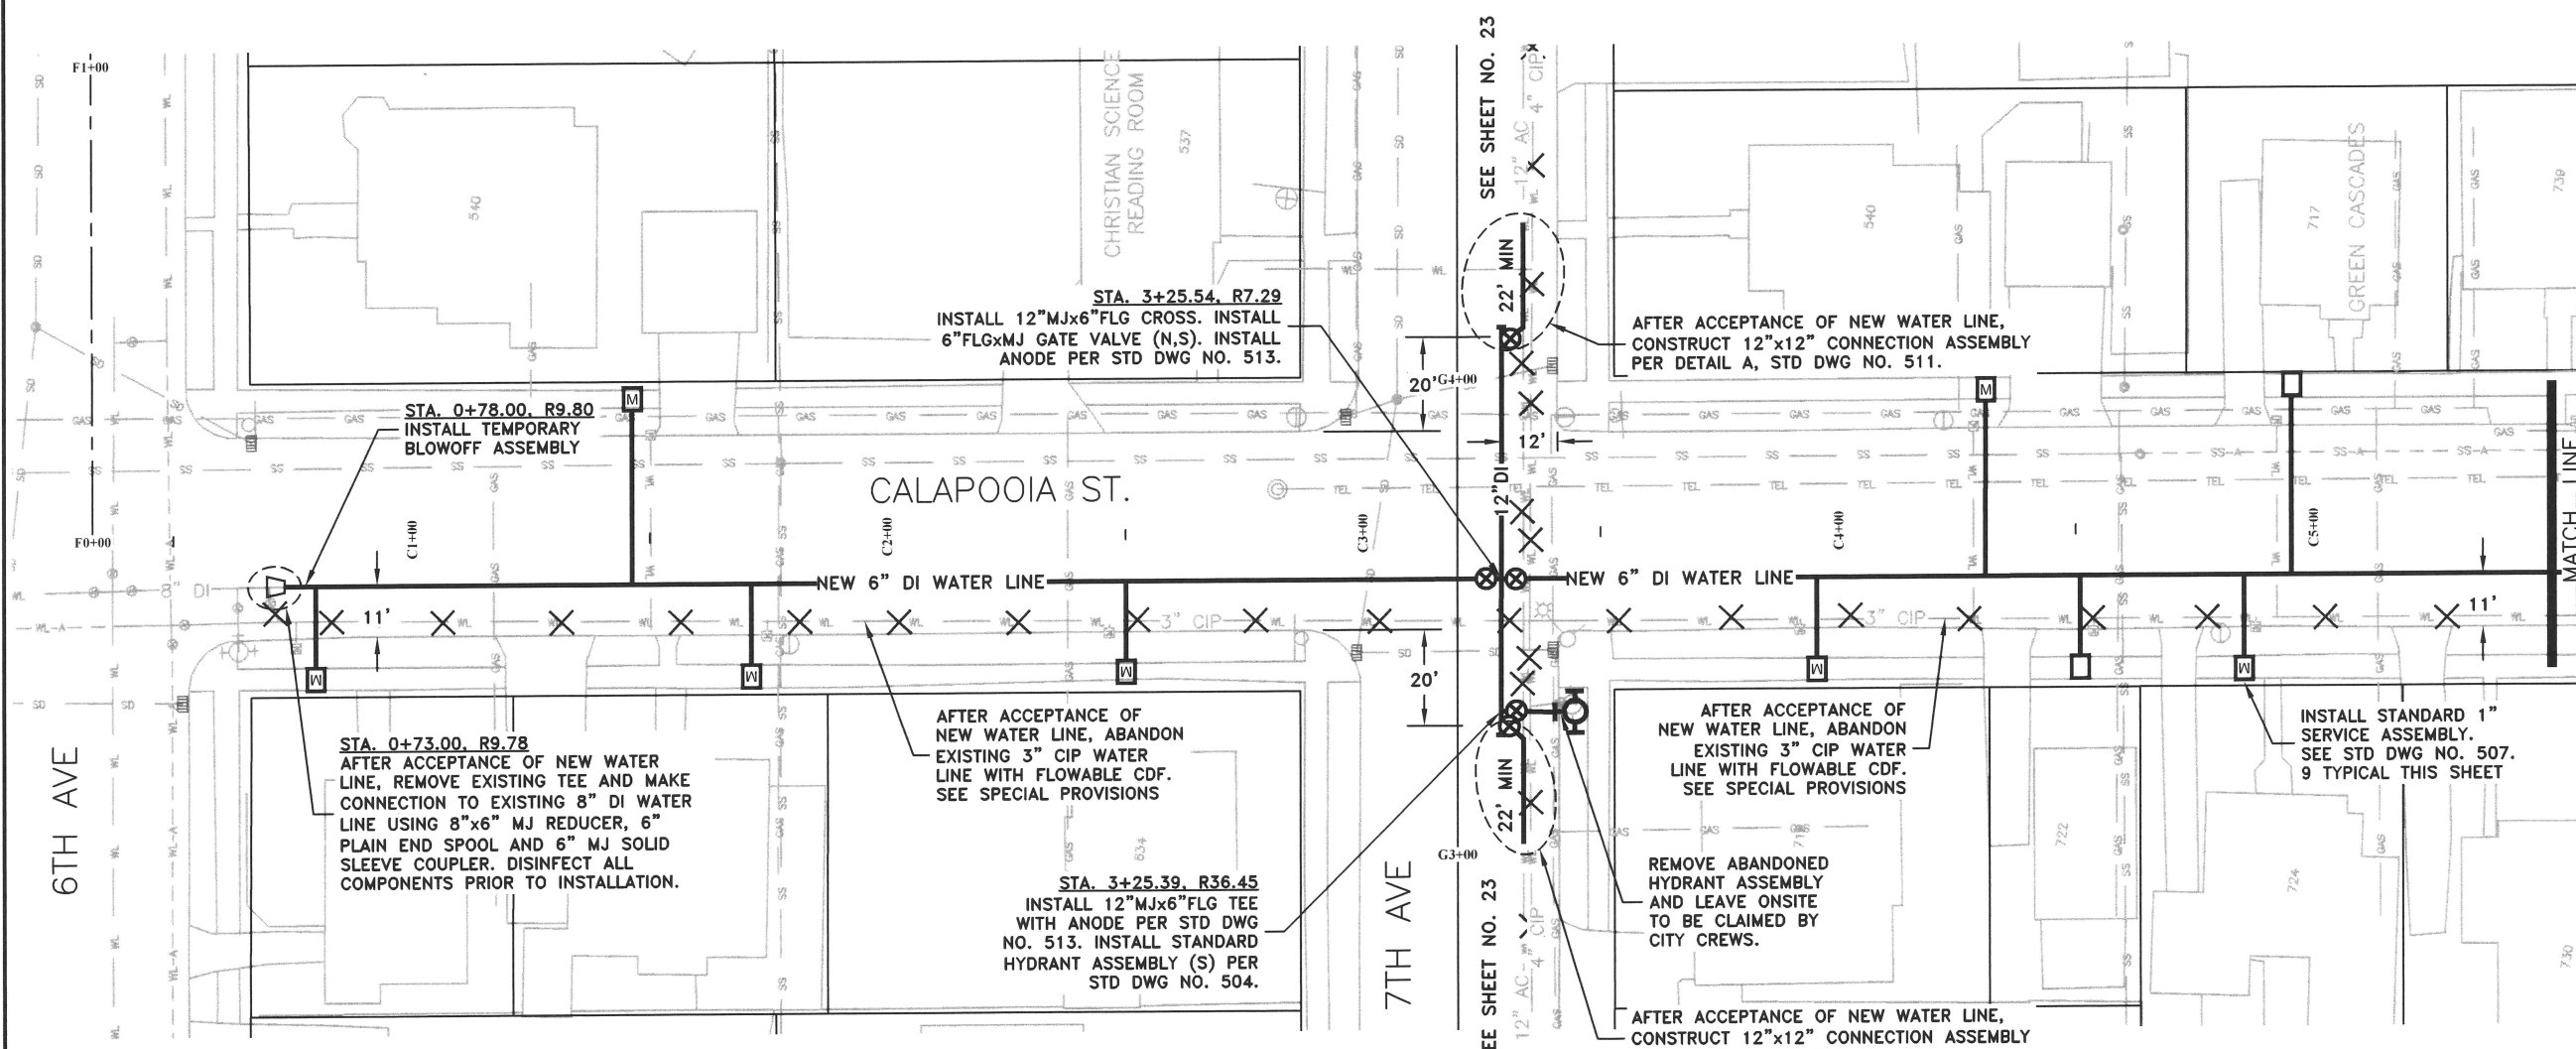 F1+00
F0+00
6TH AVE
540
CHRISTIAN SCIENCE
READING ROOM
537
STA. 0+78.00, R9.80
INSTALL TEMPORARY
BLOWOFF ASSEMBLY
STA. 3+25.54, R7.29
INSTALL 12"MJx6"FLG CROSS. INSTALL
6"FLGxMJ GATE VALVE (N,S). INSTALL
ANODE PER STD DWG NO. 513.
SEE SHEET NO. 23
12" AC
4" CIP
22' MIN
20'
G4+00
12'
12"DI
AFTER ACCEPTANCE OF NEW WATER LINE,
CONSTRUCT 12"x12" CONNECTION ASSEMBLY
PER DETAIL A, STD DWG NO. 511.
540
717
GREEN CASCADES
739
CALAPOOIA ST.
C1+00
C2+00
C3+00
C4+00
C5+00
MATCH LINE
8" DI
NEW 6" DI WATER LINE
NEW 6" DI WATER LINE
11'
3" CIP
3" CIP
11'
M
M
M
M
M
M
M
20'
STA. 0+73.00, R9.78
AFTER ACCEPTANCE OF NEW WATER
LINE, REMOVE EXISTING TEE AND MAKE
CONNECTION TO EXISTING 8" DI WATER
LINE USING 8"x6" MJ REDUCER, 6"
PLAIN END SPOOL AND 6" MJ SOLID
SLEEVE COUPLER. DISINFECT ALL
COMPONENTS PRIOR TO INSTALLATION.
AFTER ACCEPTANCE OF
NEW WATER LINE, ABANDON
EXISTING 3" CIP WATER
LINE WITH FLOWABLE CDF.
SEE SPECIAL PROVISIONS
634
STA. 3+25.39, R36.45
INSTALL 12"MJx6"FLG TEE
WITH ANODE PER STD DWG
NO. 513. INSTALL STANDARD
HYDRANT ASSEMBLY (S) PER
STD DWG NO. 504.
7TH AVE
G3+00
22' MIN
SEE SHEET NO. 23
12" AC
4" CIP
AFTER ACCEPTANCE OF
NEW WATER LINE, ABANDON
EXISTING 3" CIP WATER
LINE WITH FLOWABLE CDF.
SEE SPECIAL PROVISIONS
REMOVE ABANDONED
HYDRANT ASSEMBLY
AND LEAVE ONSITE
TO BE CLAIMED BY
CITY CREWS.
722
724
730
INSTALL STANDARD 1"
SERVICE ASSEMBLY.
SEE STD DWG NO. 507.
9 TYPICAL THIS SHEET
AFTER ACCEPTANCE OF NEW WATER LINE,
CONSTRUCT 12"x12" CONNECTION ASSEMBLY